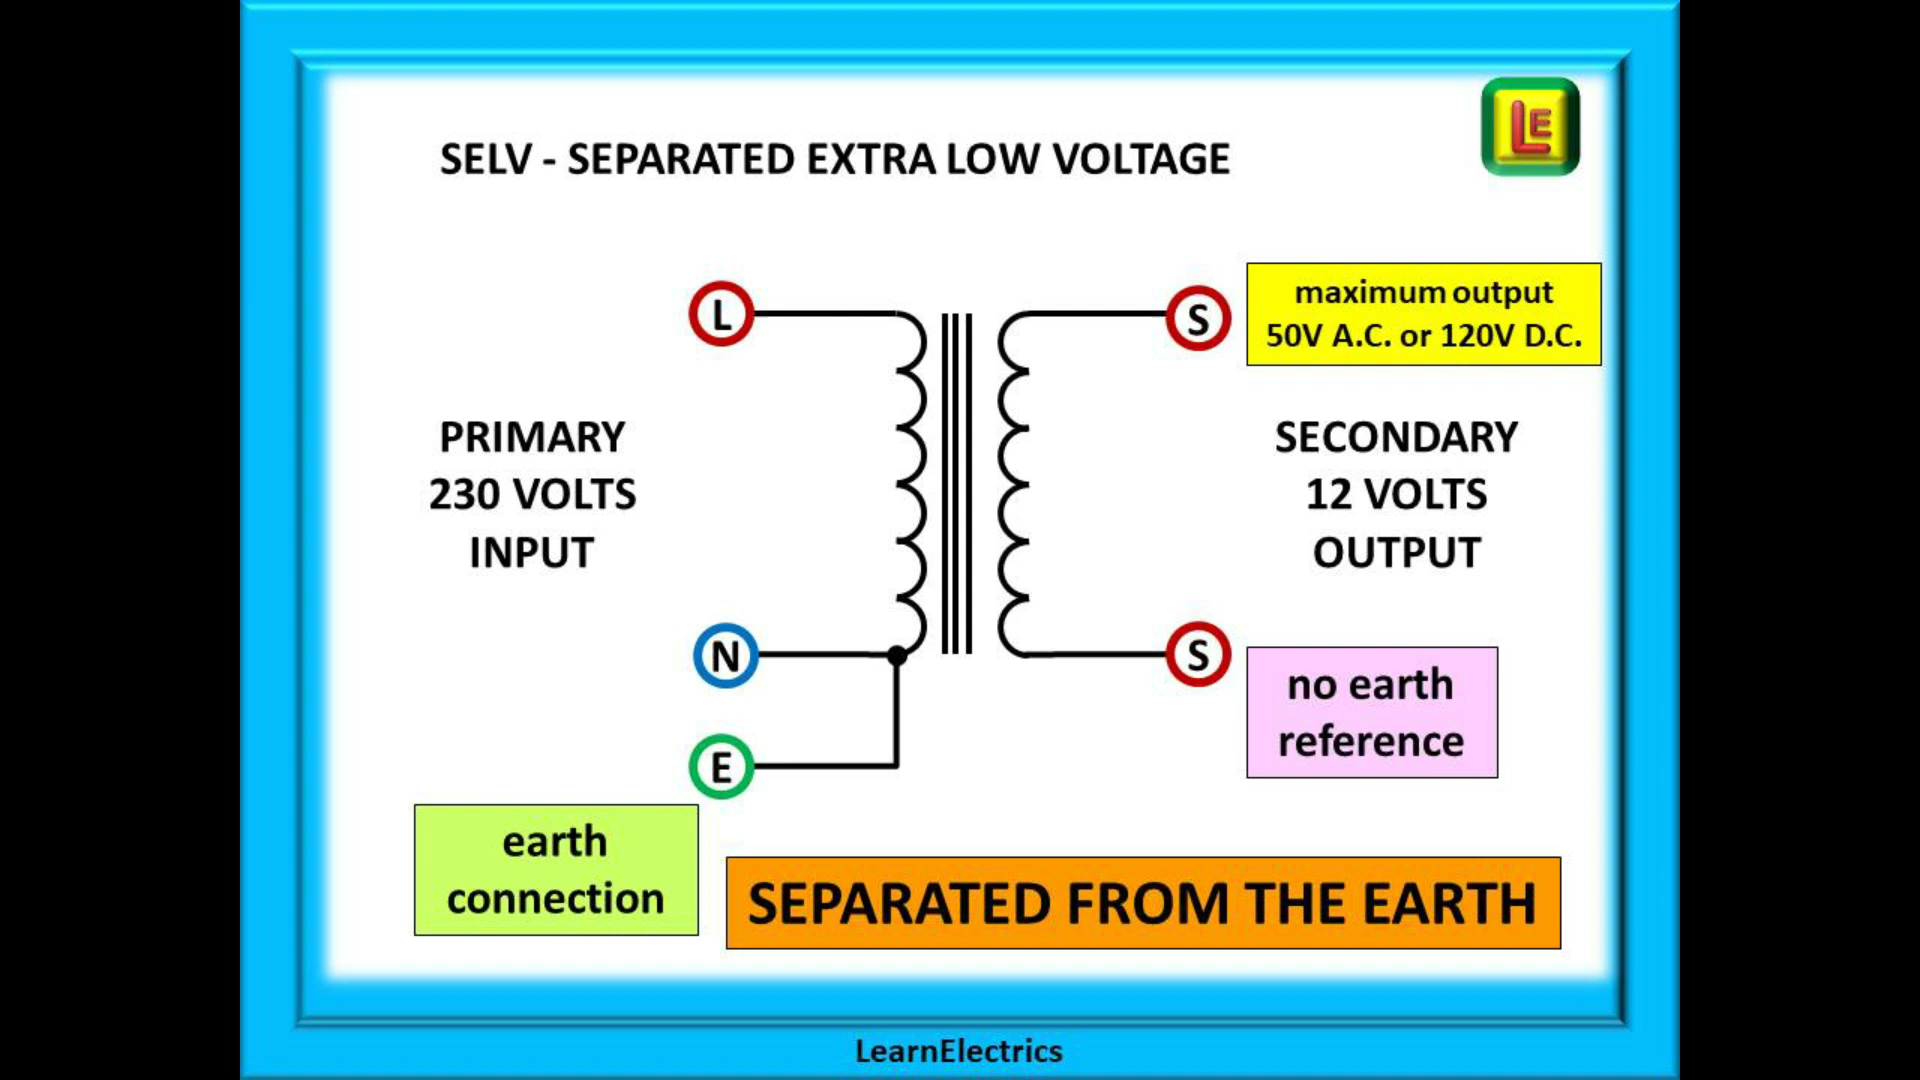 LE
SELV - SEPARATED EXTRA LOW VOLTAGE
L
S
maximum output
50V A.C. or 120V D.C.
PRIMARY
230 VOLTS
INPUT
SECONDARY
12 VOLTS
OUTPUT
N
S
no earth
reference
E
earth
connection
SEPARATED FROM THE EARTH
LearnElectrics